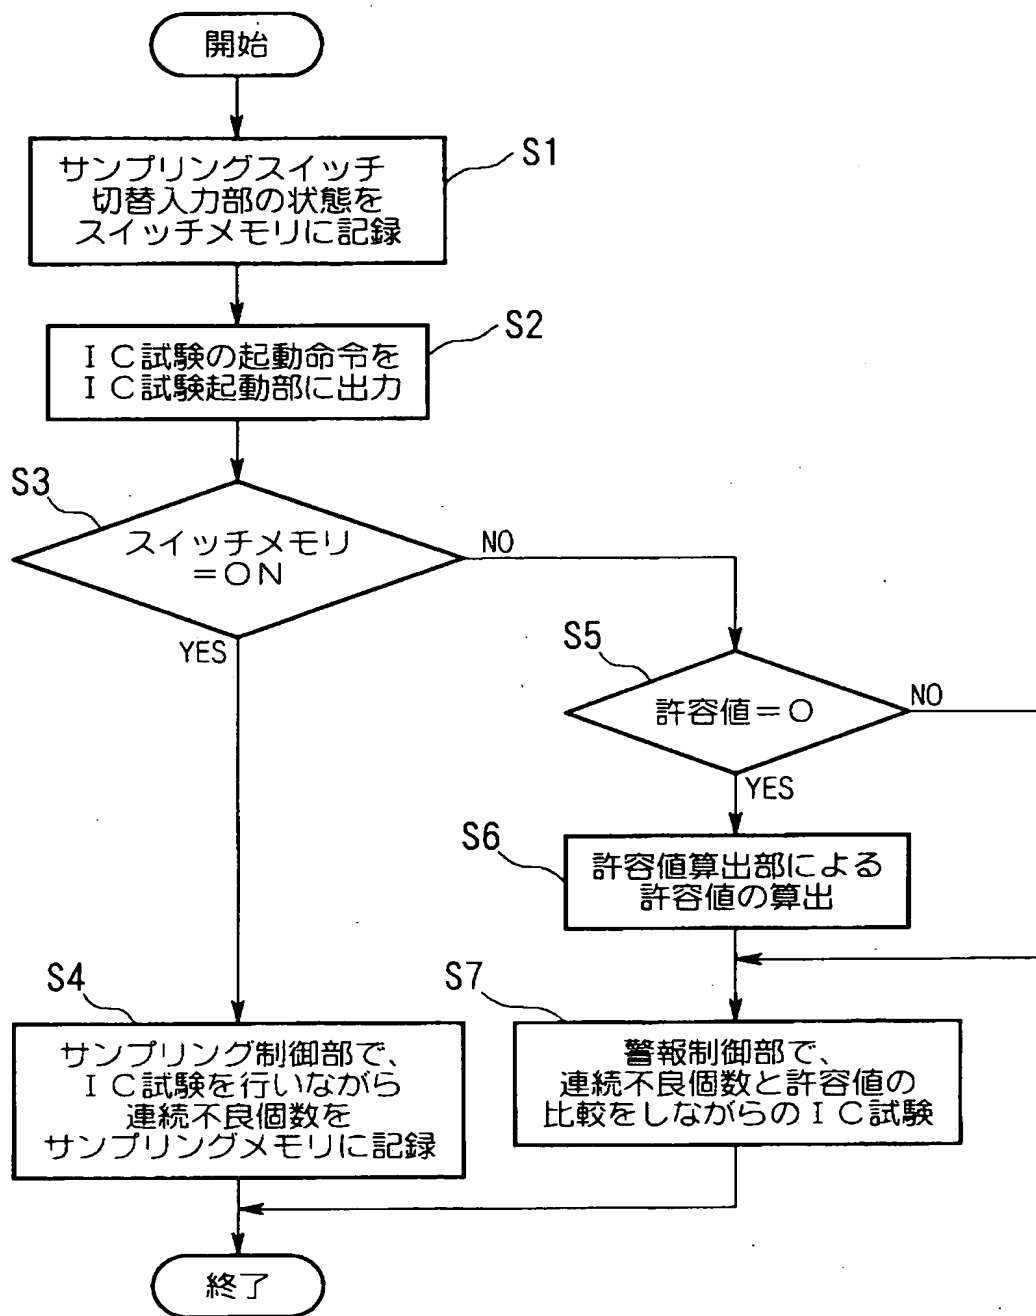 開始
S1
サンプリングスイッチ
切替入力部の状態を
スイッチメモリに記録
S2
ＩＣ試験の起動命令を
ＩＣ試験起動部に出力
S3
スイッチメモリ
＝ＯＮ
NO
YES
S5
許容値＝０
NO
YES
S6
許容値算出部による
許容値の算出
S4
サンプリング制御部で、
ＩＣ試験を行いながら
連続不良個数を
サンプリングメモリに記録
S7
警報制御部で、
連続不良個数と許容値の
比較をしながらのＩＣ試験
終了